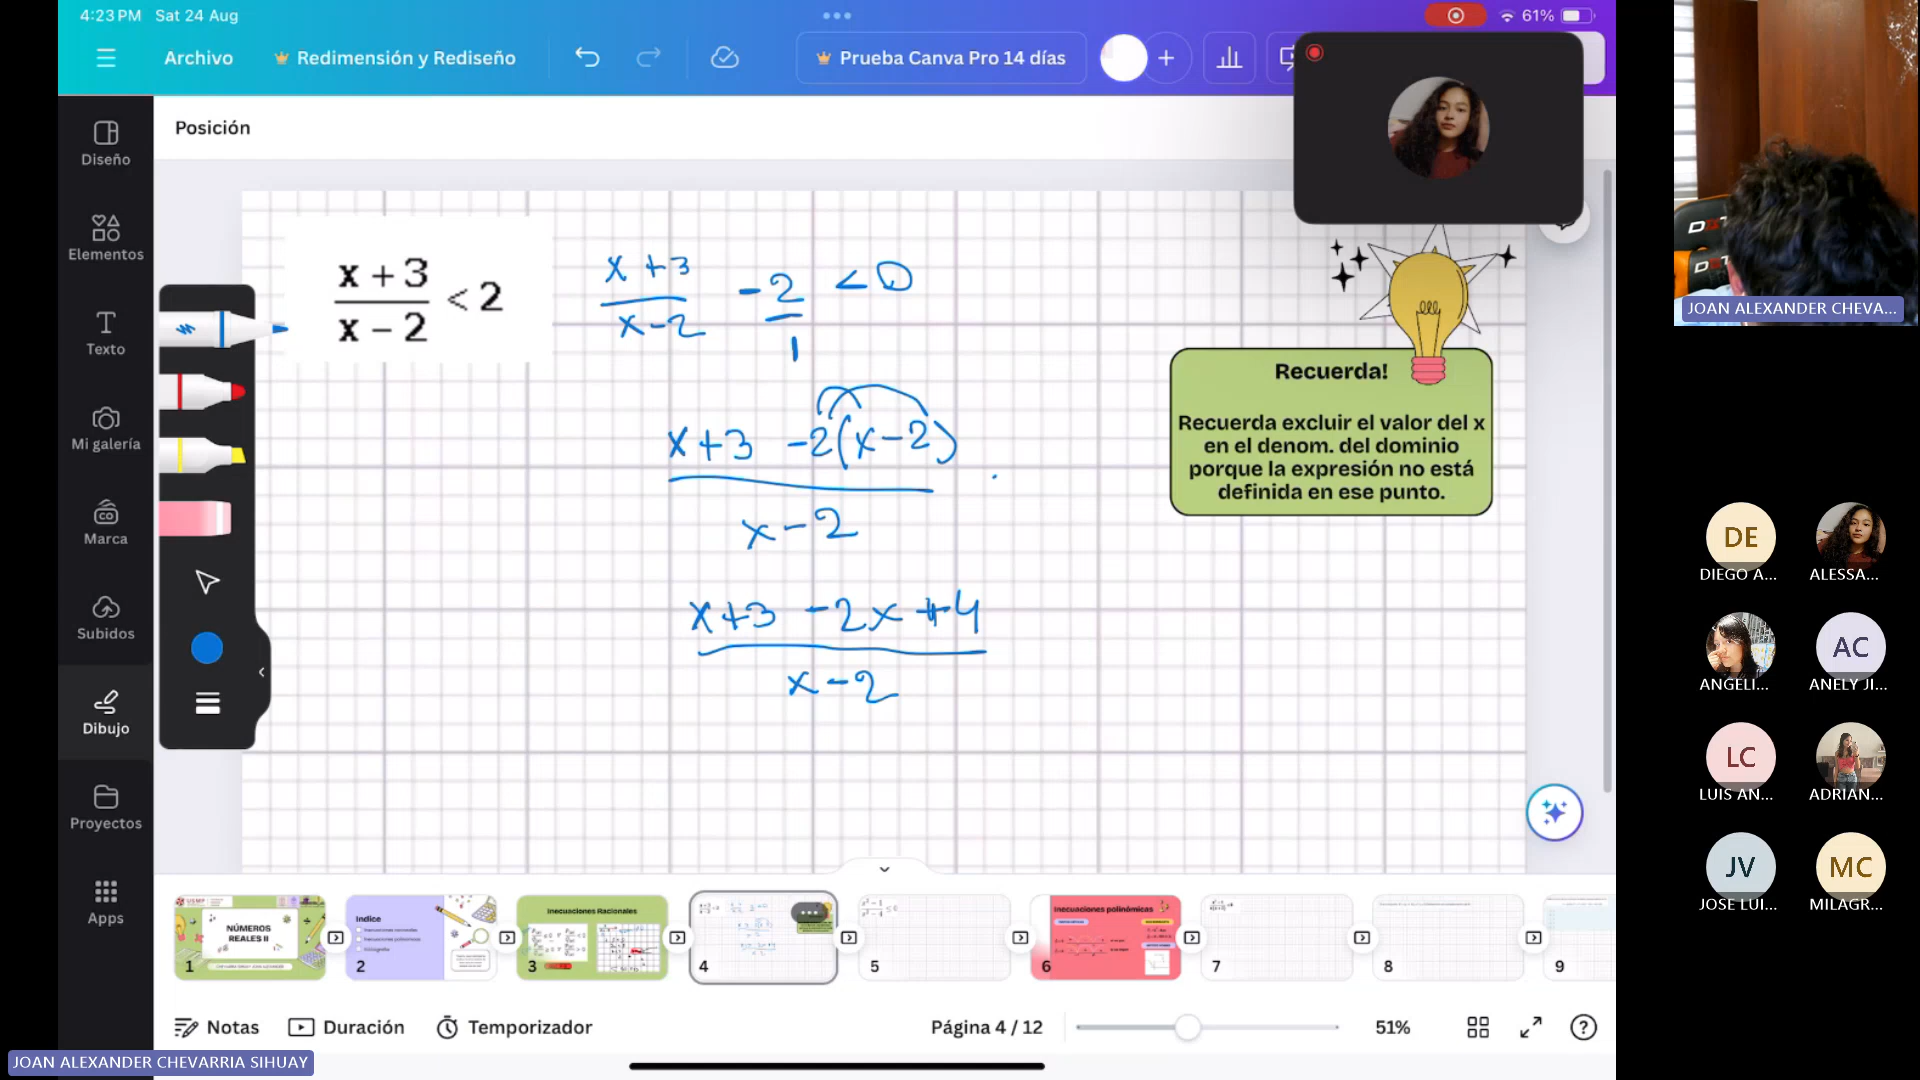 4:23 PM Sat 24 Aug
61%
Archivo
Redimensión y Rediseño
Prueba Canva Pro 14 días
Posición
Diseño
Elementos
Texto
Mi galería
Marca
Subidos
Dibujo
Proyectos
Apps
x + 3
x − 2
< 2
x + 3
x − 2
− 2
1
< 0
x + 3 − 2(x − 2)
x − 2
x + 3 − 2x + 4
x − 2
Recuerda!
Recuerda excluir el valor del x
en el denom. del dominio
porque la expresión no está
definida en ese punto.
NÚMEROS
REALES II
1
Indice
2
Inecuaciones Racionales
3
4
5
Inecuaciones polinómicas
6
7
8
9
Notas
Duración
Temporizador
Página 4 / 12
51%
JOAN ALEXANDER CHEVARRIA SIHUAY
JOAN ALEXANDER CHEVA...
DE
DIEGO A...
ALESSA...
ANGELI...
AC
ANELY JI...
LC
LUIS AN...
ADRIAN...
JV
JOSE LUI...
MC
MILAGR...